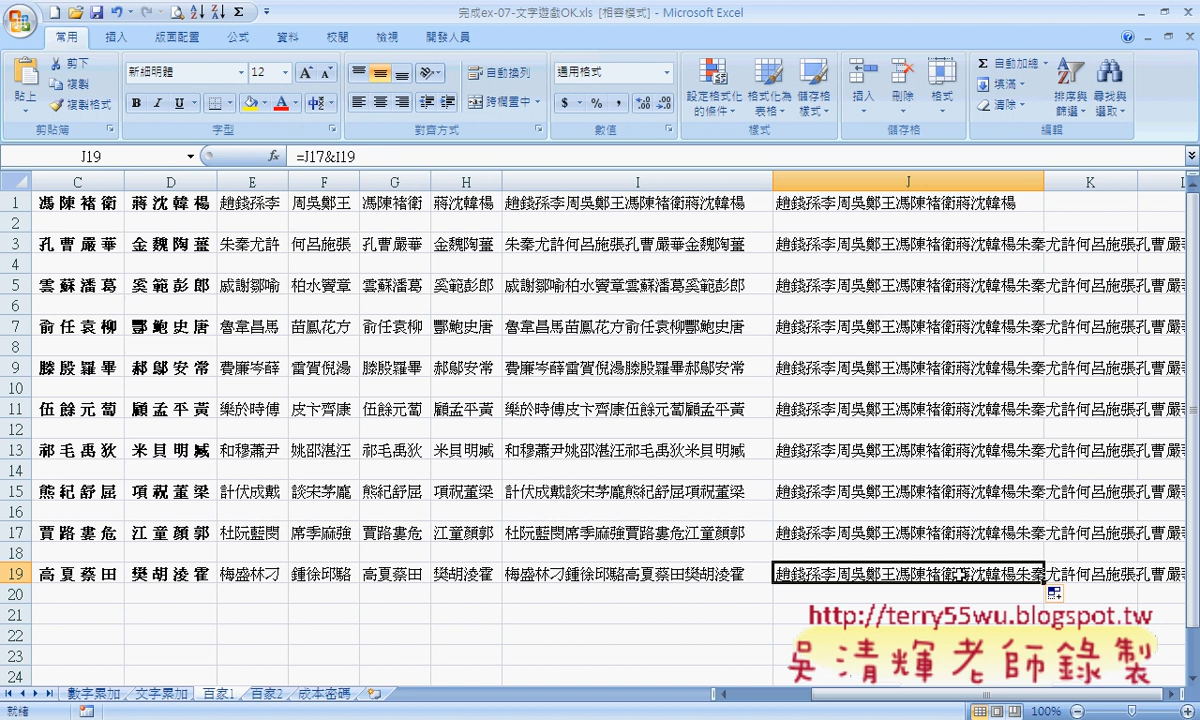 完成ex-07-文字遊戲OK.xls [相容模式] - Microsoft Excel
常用 插入 版面配置 公式 資料 校閱 檢視 開發人員
貼上 剪下 複製 複製格式 剪貼簿
新細明體 12 B I U 字型
自動換列 跨欄置中 對齊方式
通用格式 $ % , 數值
設定格式化的條件 格式化為表格 儲存格樣式 樣式
插入 刪除 格式 儲存格
Σ 自動加總 填滿 清除 排序與篩選 尋找與選取 編輯
J19 fx =J17&I19
C D E F G H I J K
1 馮陳褚衛 蔣沈韓楊 趙錢孫李 周吳鄭王 馮陳褚衛 蔣沈韓楊 趙錢孫李周吳鄭王馮陳褚衛蔣沈韓楊 趙錢孫李周吳鄭王馮陳褚衛蔣沈韓楊
2
3 孔曹嚴華 金魏陶薑 朱秦尤許 何呂施張 孔曹嚴華 金魏陶薑 朱秦尤許何呂施張孔曹嚴華金魏陶薑 趙錢孫李周吳鄭王馮陳褚衛蔣沈韓楊朱秦尤許何呂施張孔曹嚴華
4
5 雲蘇潘葛 奚範彭郎 戚謝鄒喻 柏水竇章 雲蘇潘葛 奚範彭郎 戚謝鄒喻柏水竇章雲蘇潘葛奚範彭郎 趙錢孫李周吳鄭王馮陳褚衛蔣沈韓楊朱秦尤許何呂施張孔曹嚴華
6
7 俞任袁柳 酆鮑史唐 魯韋昌馬 苗鳳花方 俞任袁柳 酆鮑史唐 魯韋昌馬苗鳳花方俞任袁柳酆鮑史唐 趙錢孫李周吳鄭王馮陳褚衛蔣沈韓楊朱秦尤許何呂施張孔曹嚴華
8
9 滕殷羅畢 郝鄔安常 費廉岑薛 雷賀倪湯 滕殷羅畢 郝鄔安常 費廉岑薛雷賀倪湯滕殷羅畢郝鄔安常 趙錢孫李周吳鄭王馮陳褚衛蔣沈韓楊朱秦尤許何呂施張孔曹嚴華
10
11 伍餘元蔔 顧孟平黃 樂於時傅 皮卞齊康 伍餘元蔔 顧孟平黃 樂於時傅皮卞齊康伍餘元蔔顧孟平黃 趙錢孫李周吳鄭王馮陳褚衛蔣沈韓楊朱秦尤許何呂施張孔曹嚴華
12
13 祁毛禹狄 米貝明臧 和穆蕭尹 姚邵湛汪 祁毛禹狄 米貝明臧 和穆蕭尹姚邵湛汪祁毛禹狄米貝明臧 趙錢孫李周吳鄭王馮陳褚衛蔣沈韓楊朱秦尤許何呂施張孔曹嚴華
14
15 熊紀舒屈 項祝董梁 計伏成戴 談宋茅龐 熊紀舒屈 項祝董梁 計伏成戴談宋茅龐熊紀舒屈項祝董梁 趙錢孫李周吳鄭王馮陳褚衛蔣沈韓楊朱秦尤許何呂施張孔曹嚴華
16
17 賈路婁危 江童顏郭 杜阮藍閔 席季麻強 賈路婁危 江童顏郭 杜阮藍閔席季麻強賈路婁危江童顏郭 趙錢孫李周吳鄭王馮陳褚衛蔣沈韓楊朱秦尤許何呂施張孔曹嚴華
18
19 高夏蔡田 樊胡淩霍 梅盛林刁 鍾徐邱駱 高夏蔡田 樊胡淩霍 梅盛林刁鍾徐邱駱高夏蔡田樊胡淩霍 趙錢孫李周吳鄭王馮陳褚衛蔣沈韓楊朱秦尤許何呂施張孔曹嚴華
20
21
22
23
24
http://terry55wu.blogspot.tw
吳清輝老師錄製
數字累加 文字累加 百家1 百家2 成本密碼
就緒 100%